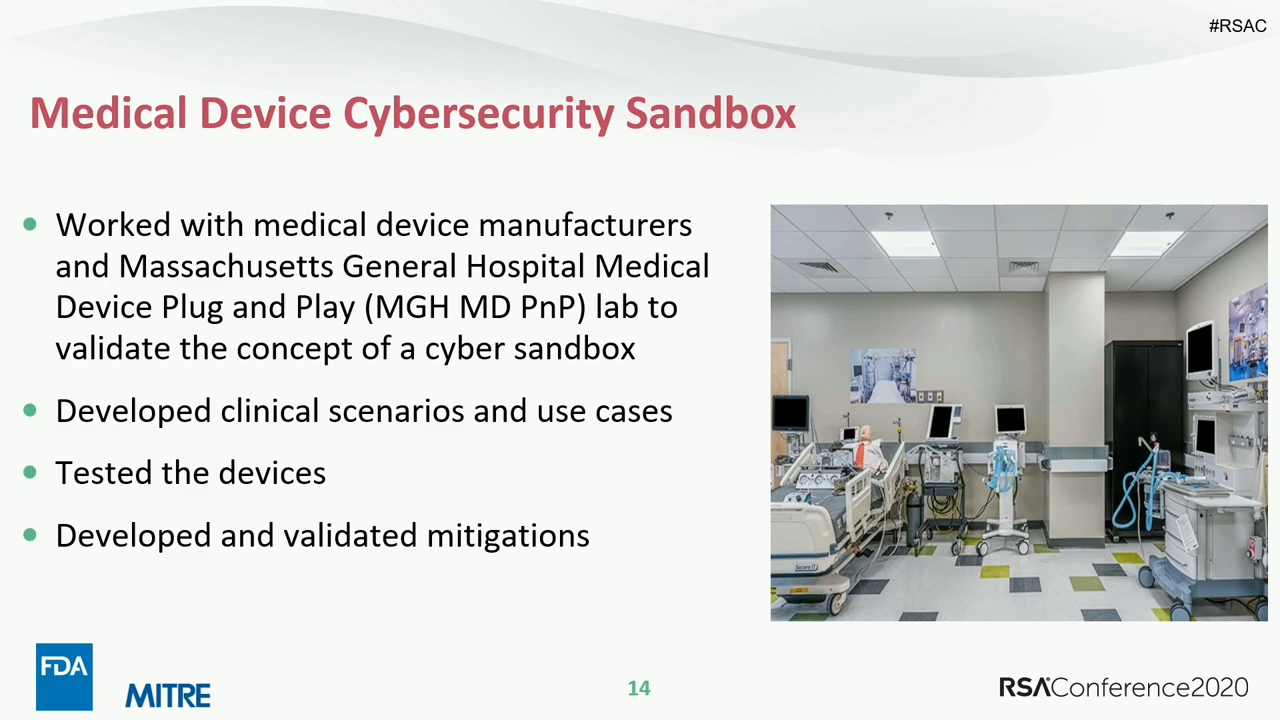 #RSAC
Medical Device Cybersecurity Sandbox
Worked with medical device manufacturers
and Massachusetts General Hospital Medical
Device Plug and Play (MGH MD PnP) lab to
validate the concept of a cyber sandbox
Developed clinical scenarios and use cases
Tested the devices
Developed and validated mitigations
FDA
MITRE
14
RSAConference2020